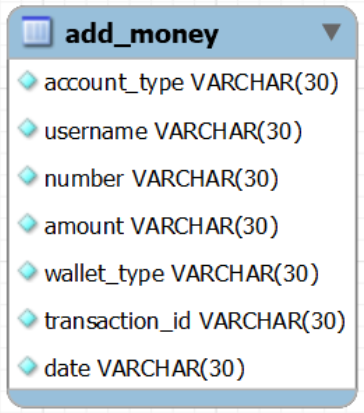 add_money
account_type VARCHAR(30)
username VARCHAR(30)
number VARCHAR(30)
amount VARCHAR(30)
wallet_type VARCHAR(30)
transaction_id VARCHAR(30)
date VARCHAR(30)